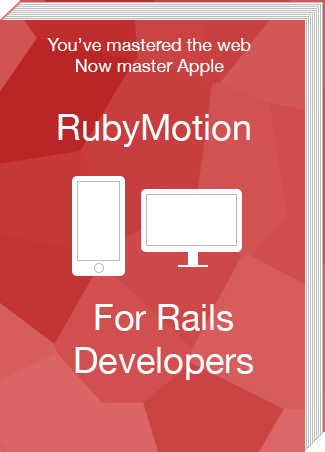 You’ve mastered the web
Now master Apple
RubyMotion
For Rails
Developers